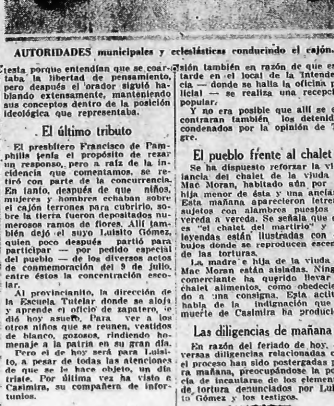 AUTORIDADES municipales y eclesiásticas conduciendo el cajón.
testa porque entendían que se coar-
taba la libertad de pensamiento,
pero después el orador siguió ha-
blando extensamente, manteniendo
sus conceptos dentro de la posición
ideológica que representaba.
El último tributo
El presbítero Francisco de Pam-
philis tenía el propósito de rezar
un responso, pero a raíz de la in-
cidencia que comentamos, se re-
tiró con parte de la concurrencia
En tanto, después de que niños,
mujeres y hombres echaban sobre
el cajón terrones para cubrirlo, so-
bre la tierra fueron depositados nu-
merosos ramos de flores. Allí tam-
bién dejó el suyo Luisito Gómez,
quien poco después partió para
participar — por pedido especial
del pueblo — de los diversos actos
de conmemoración del 9 de Julio,
entre éstos la concentración esco-
lar.
Al provincianito, la dirección de
la Escuela Tutelar donde se aloja
y aprende el oficio de zapatero, le
dió hoy asueto. Para ver a los
otros niños que se reunen, vestidos
de blanco, gozosos, rindiendo ho-
menaje a la patria en su gran día.
Pero el de hoy será para Luisi-
to, a pesar de todas las atenciones
de que se le hace objeto, un día
triste. Por última vez ha visto a
Casimira, su compañera de infor-
tunios.
sión también en razón de que es
tarde en el local de la Intende
cia — donde se halla la oficina p
licial — se realiza, una recepció
popular.
Y no era posible que allí se e
contraran también los detenid
condenados por la opinión de
gre.
El pueblo frente al chalet
Se ha dispuesto reforzar la vi
lancia del chalet de la viuda
Mac Moran, habitado aún por
hija menor de ésta y una ancia
Esta mañana aparecieron letre
sujetos con alambres puestos
vereda a vereda. Se señala que e
es "el chalet del martirio" y
leyendas están ilustradas con
bujos donde se reproducen escen
de las torturas.
La madre e hija de la viuda
Mac Moran están aisladas. Ning
comerciante ha querido llevar
chalet alimentos, como obedecie
do a una consigna. Esta actit
habla de la indignación que
muerte de Casimira ha producid
Las diligencias de mañana
En razón del feriado de hoy,
versas diligencias relacionadas c
el proceso han sido postergadas p
ra mañana, preocupándose la po
cía de incautarse de los elemen
de tortura denunciados por Lui
to Gómez y los testigos.